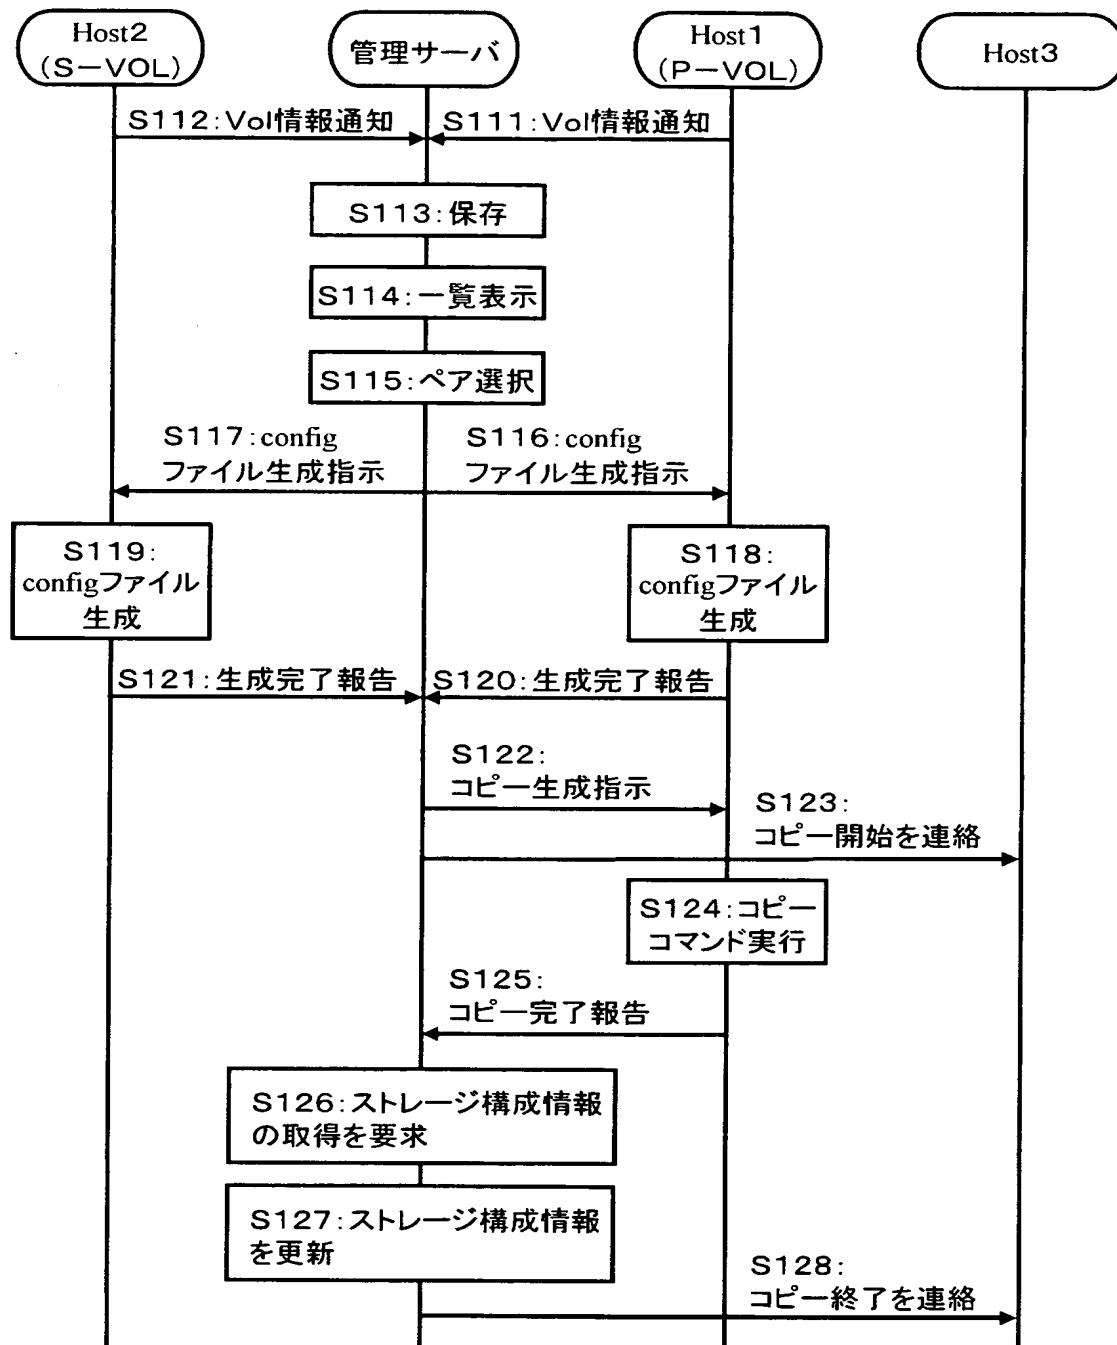 Host2
(S-VOL)
管理サーバ
Host1
(P-VOL)
Host3
S112:Vol情報通知
S111:Vol情報通知
S113:保存
S114:一覧表示
S115:ペア選択
S117:config
ファイル生成指示
S116:config
ファイル生成指示
S119:
configファイル
生成
S118:
configファイル
生成
S121:生成完了報告
S120:生成完了報告
S122:
コピー生成指示
S123:
コピー開始を連絡
S124:コピー
コマンド実行
S125:
コピー完了報告
S126:ストレージ構成情報
の取得を要求
S127:ストレージ構成情報
を更新
S128:
コピー終了を連絡